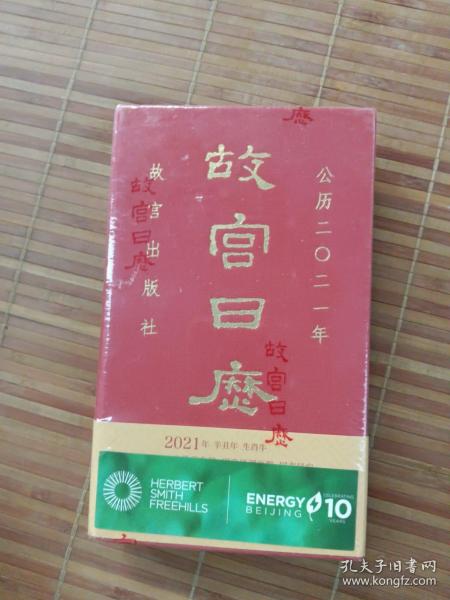 公历二〇二一年
故宫日历
故宫出版社
故宫日历
故宫日历
历
2021年 辛丑年 生肖牛
HERBERT
SMITH
FREEHILLS
ENERGY
BEIJING
CELEBRATING
10
YEARS
孔夫子旧书网
www.kongfz.com